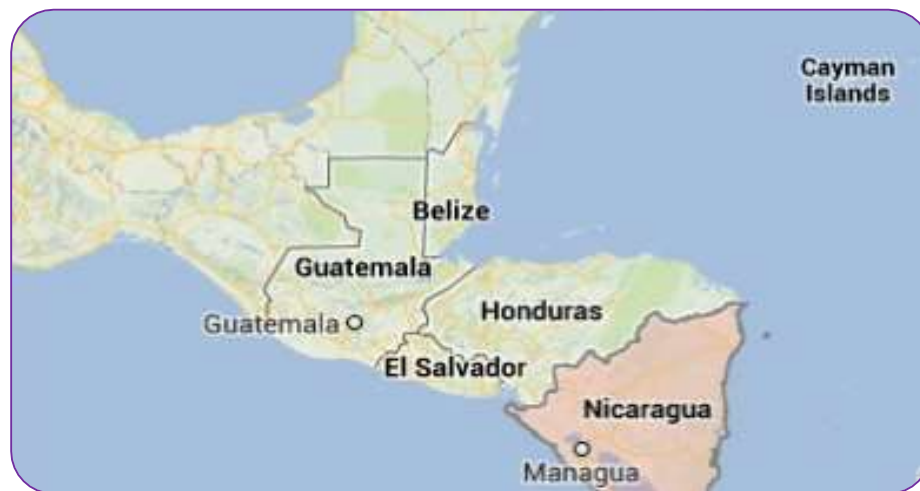 Cayman
Islands
Belize
Guatemala
Guatemala
Honduras
El Salvador
Nicaragua
Managua